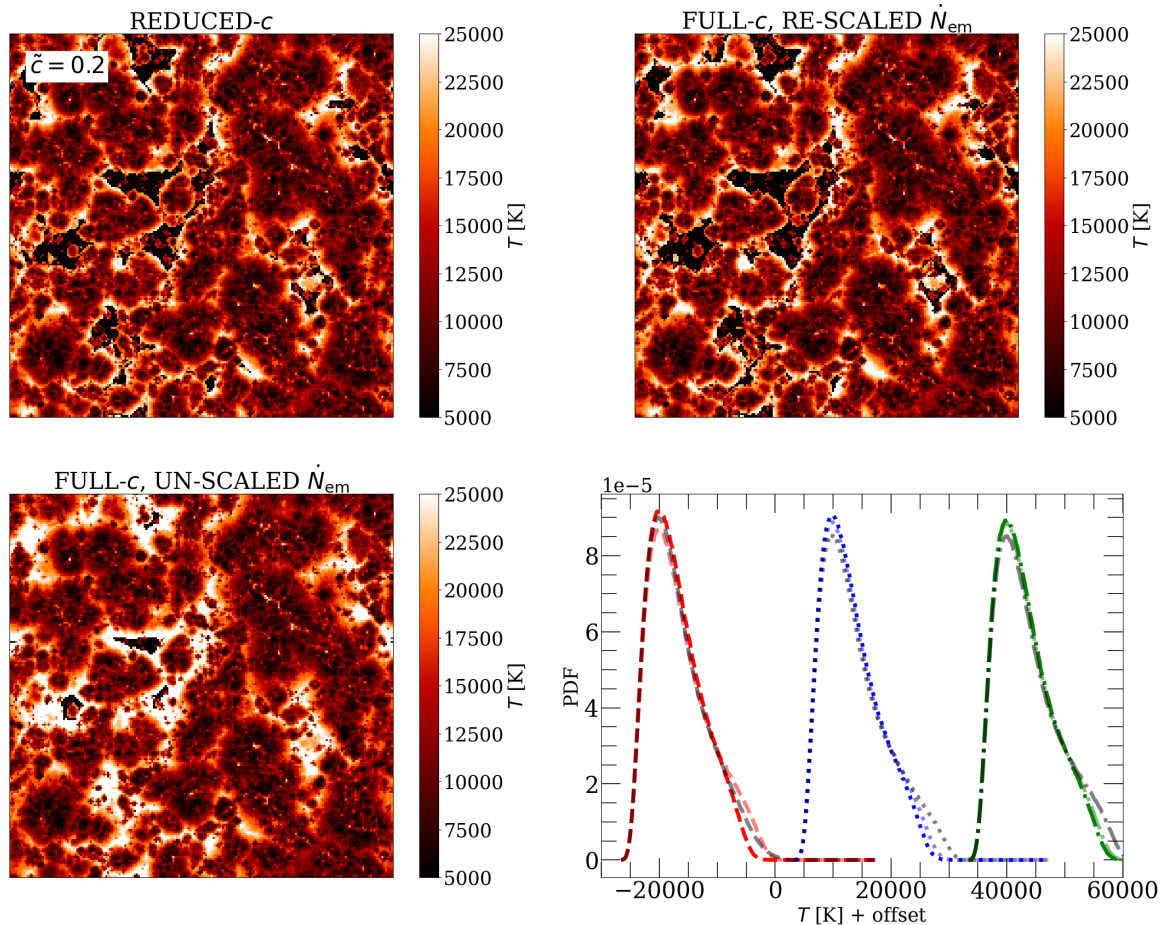 REDUCED-c
c̃ = 0.2
25000
22500
20000
17500
15000
12500
10000
7500
5000
T [K]
FULL-c, RE-SCALED Ṅem
25000
22500
20000
17500
15000
12500
10000
7500
5000
T [K]
FULL-c, UN-SCALED Ṅem
25000
22500
20000
17500
15000
12500
10000
7500
5000
T [K]
1e−5
8
6
4
2
0
PDF
−20000 0 20000 40000 60000
T [K] + offset